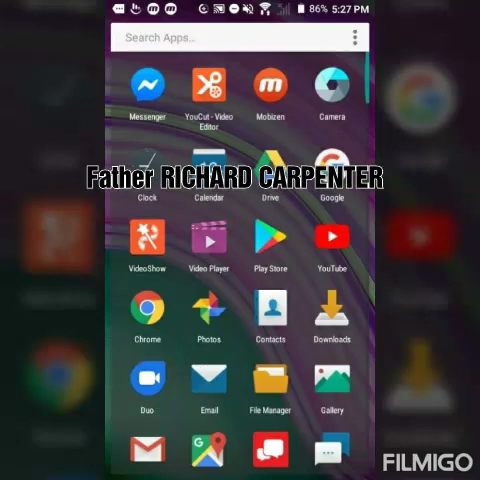 86% 5:27 PM
Search Apps...
Messenger
YouCut - Video
Editor
Mobizen
Camera
Father RICHARD CARPENTER
Clock
Calendar
Drive
Google
VideoShow
Video Player
Play Store
YouTube
Chrome
Photos
Contacts
Downloads
Duo
Email
File Manager
Gallery
FILMIGO